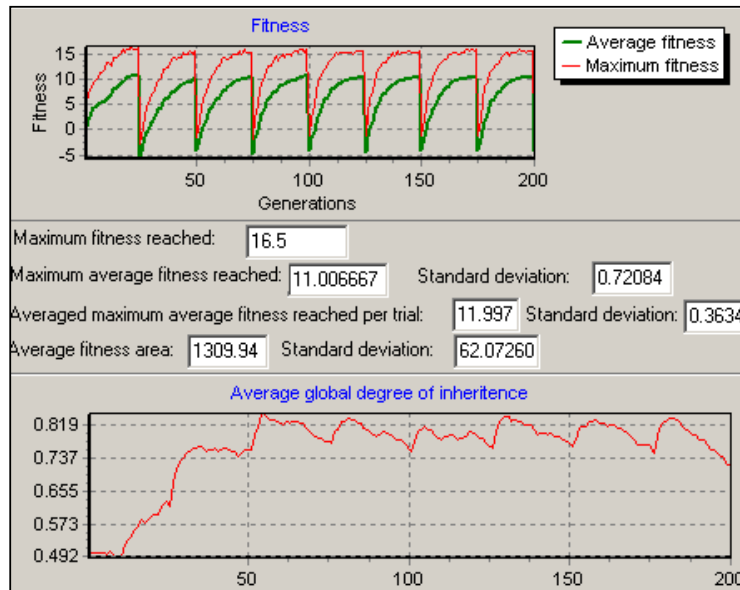 Fitness
Average fitness
Maximum fitness
Fitness
15
10
5
0
-5
50
100
150
200
Generations
Maximum fitness reached: 16.5
Maximum average fitness reached: 11.006667 Standard deviation: 0.72084
Averaged maximum average fitness reached per trial: 11.997 Standard deviation: 0.3634
Average fitness area: 1309.94 Standard deviation: 62.07260
Average global degree of inheritence
0.819
0.737
0.655
0.573
0.492
50
100
150
200